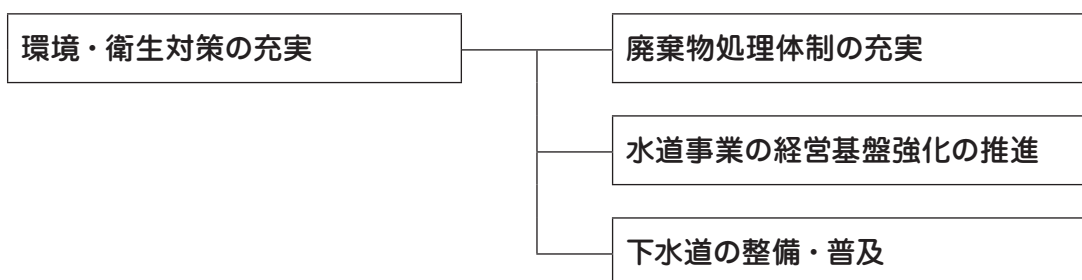 環境・衛生対策の充実
廃棄物処理体制の充実
水道事業の経営基盤強化の推進
下水道の整備・普及